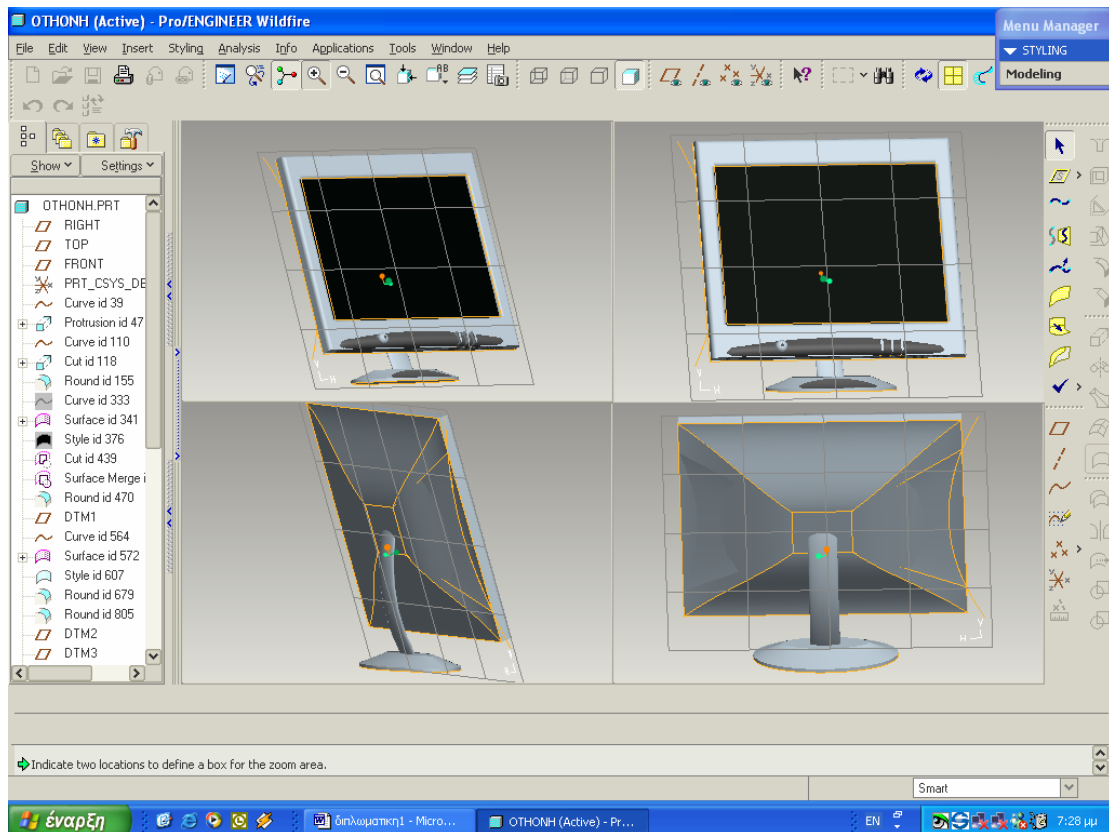 OTHONH (Active) - Pro/ENGINEER Wildfire
Menu Manager
STYLING
Modeling
File Edit View Insert Styling Analysis Info Applications Tools Window Help
Show Settings
OTHONH.PRT
RIGHT
TOP
FRONT
PRT_CSYS_DE
Curve id 39
Protrusion id 47
Curve id 110
Cut id 118
Round id 155
Curve id 333
Surface id 341
Style id 376
Cut id 439
Surface Merge i
Round id 470
DTM1
Curve id 564
Surface id 572
Style id 607
Round id 679
Round id 805
DTM2
DTM3
Indicate two locations to define a box for the zoom area.
Smart
έναρξη
διπλωματικη1 - Micro...
OTHONH (Active) - Pr...
EN
7:28 μμ